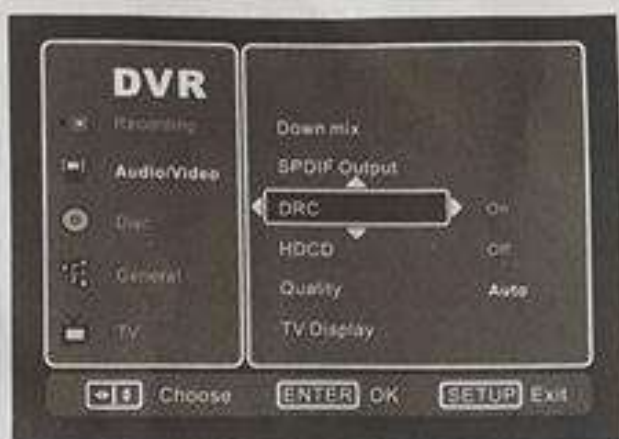 DVR
Recording
Audio/Video
Disc
General
TV
Down mix
SPDIF Output
DRC
HDCD
Quality
TV Display
On
Off
Auto
Choose
ENTER OK
SETUP Exit